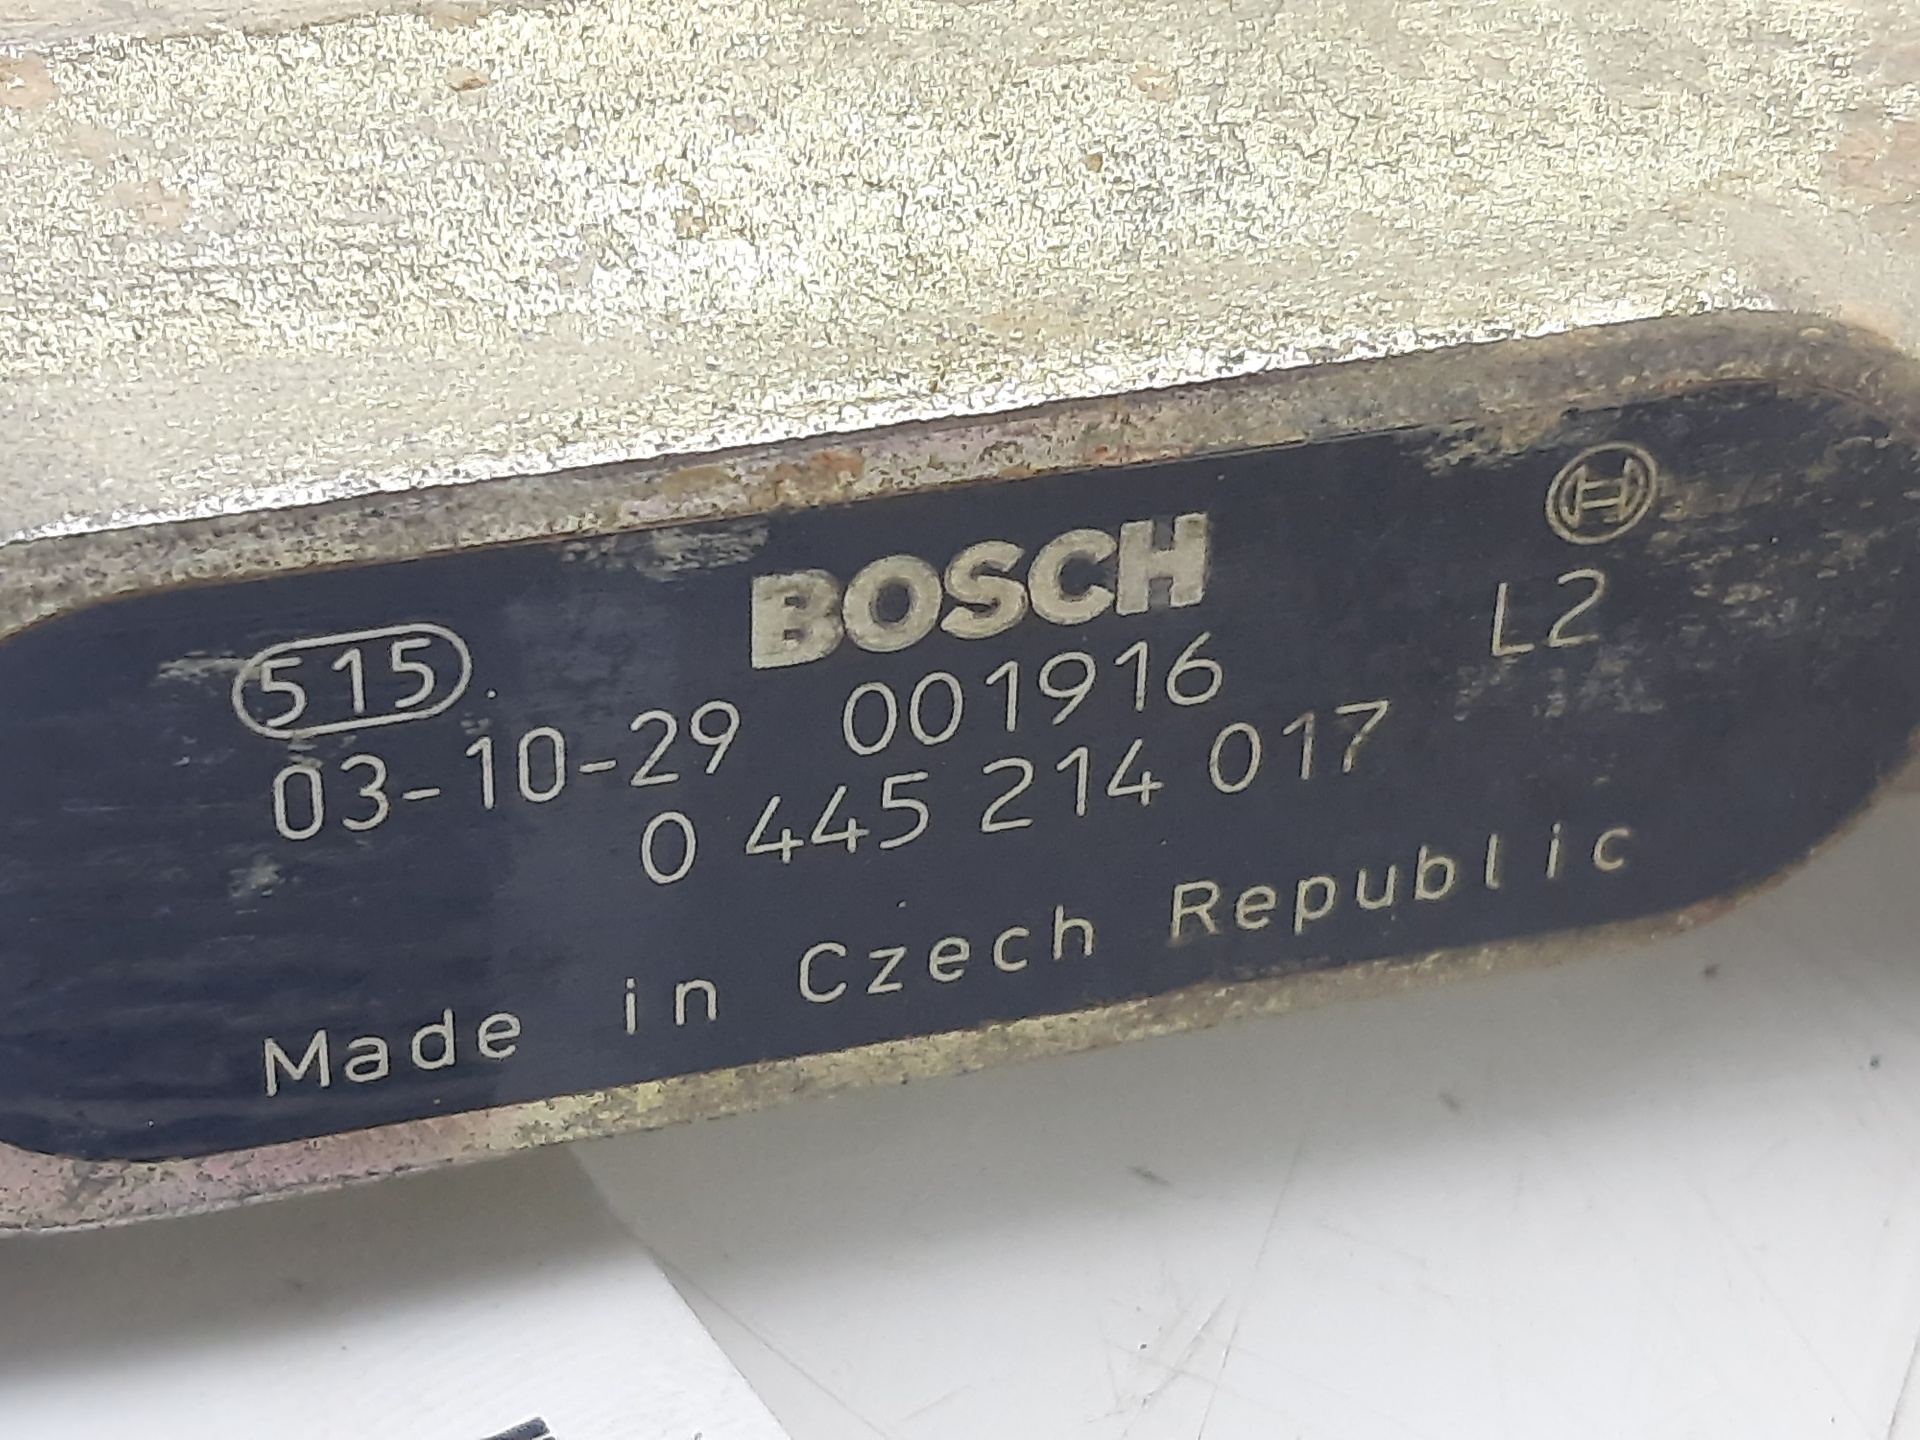 BOSCH
515
L2
03-10-29 001916
0 445 214 017
Made in Czech Republic